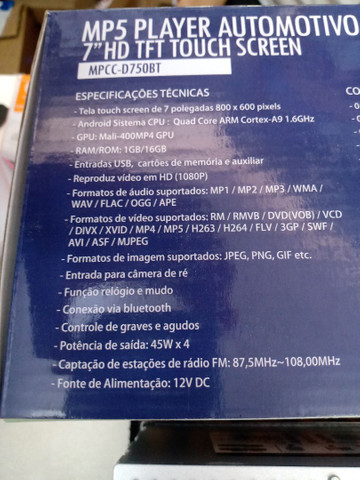 MP5 PLAYER AUTOMOTIVO
7" HD TFT TOUCH SCREEN
MPCC-D750BT
ESPECIFICAÇÕES TÉCNICAS
CO
- Tela touch screen de 7 polegadas 800 x 600 pixels
- Android Sistema CPU : Quad Core ARM Cortex-A9 1.6GHz
- GPU: Mali-400MP4 GPU
- RAM/ROM: 1GB/16GB
- Entradas USB, cartões de memória e auxiliar
- Reproduz vídeo em HD (1080P)
- Formatos de áudio suportados: MP1 / MP2 / MP3 / WMA /
WAV / FLAC / OGG / APE
- Formatos de vídeo suportados: RM / RMVB / DVD(VOB) / VCD
/ DIVX / XVID / MP4 / MP5 / H263 / H264 / FLV / 3GP / SWF /
AVI / ASF / MJPEG
- Formatos de imagem suportados: JPEG, PNG, GIF etc.
- Entrada para câmera de ré
- Função relógio e mudo
- Conexão via bluetooth
- Controle de graves e agudos
- Potência de saída: 45W x 4
- Captação de estações de rádio FM: 87,5MHz~108,00MHz
- Fonte de Alimentação: 12V DC